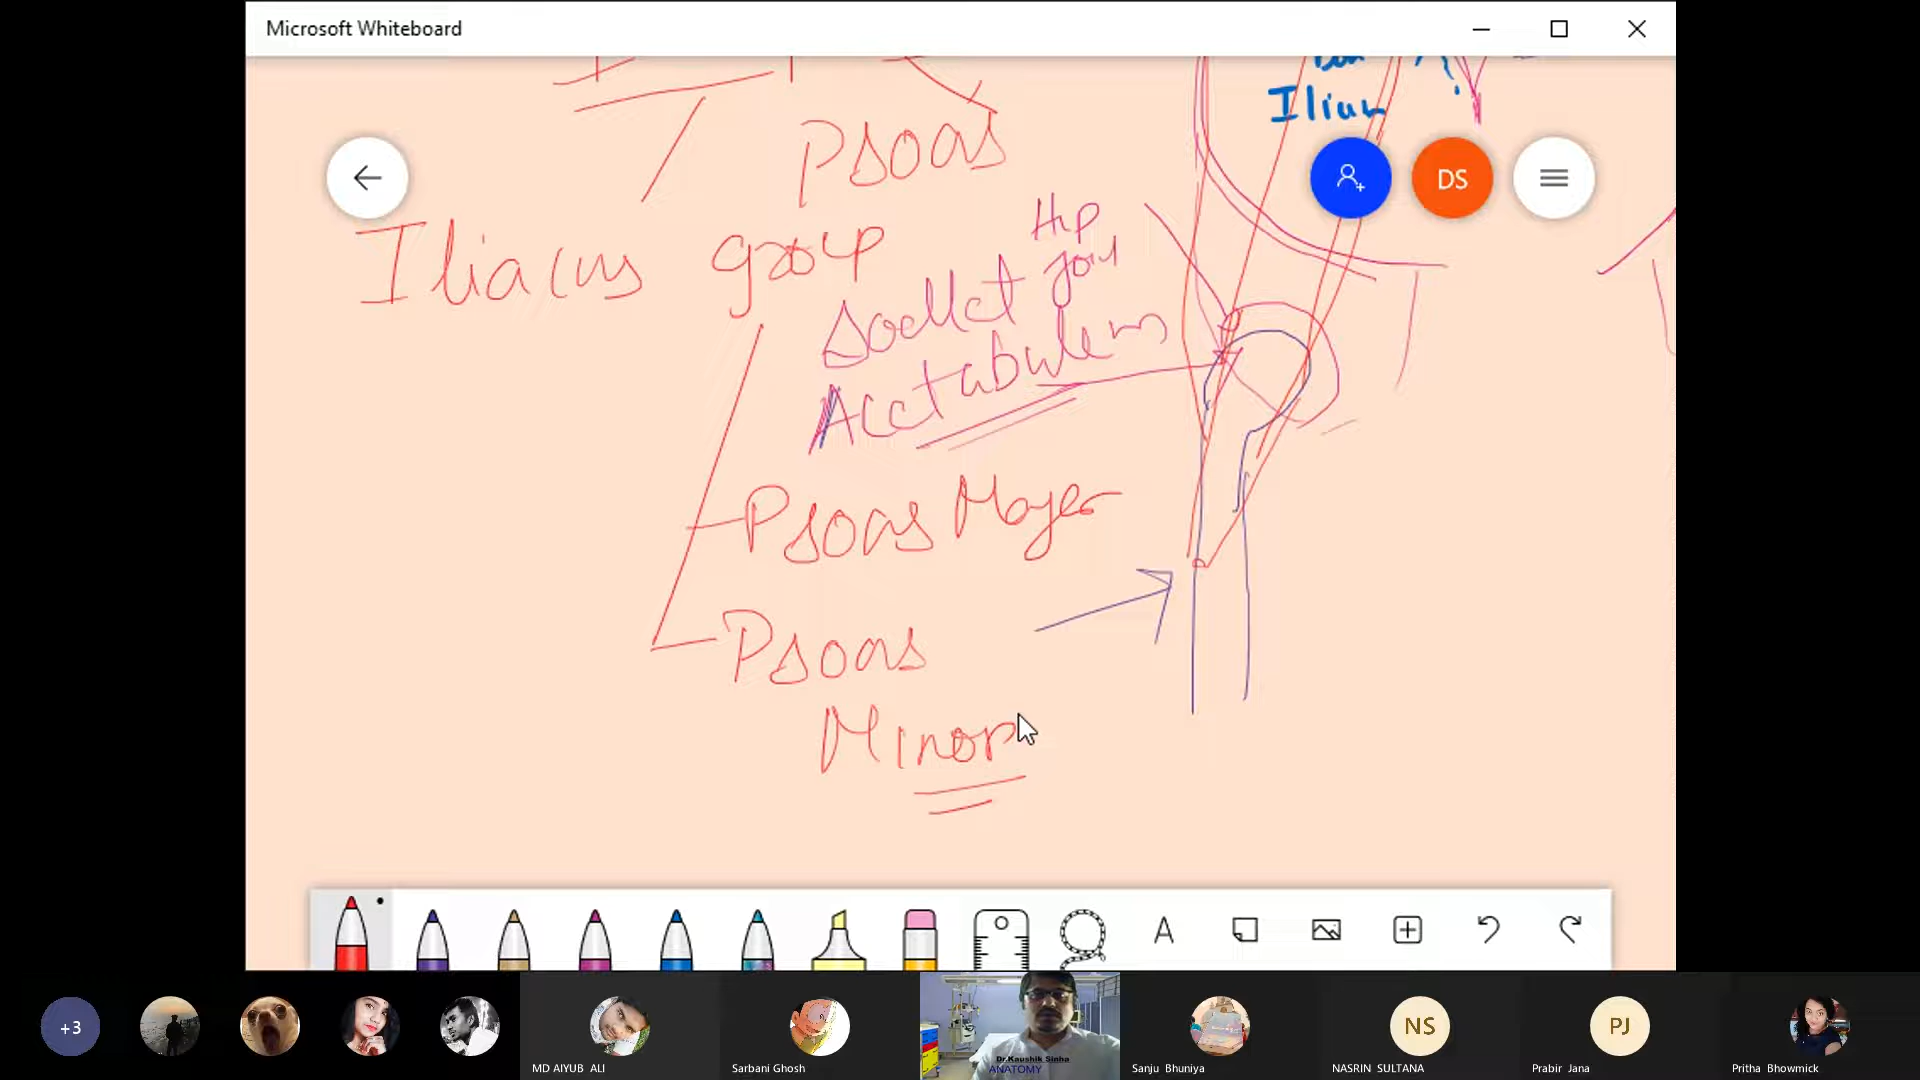 Microsoft Whiteboard
Ilium
Psoas
DS
Hip
Iliacus group
joint
Socket
Acetabulum
Psoas Major
Psoas
Minor
A
+3
Dr.Kaushik Sinha
ANATOMY
NS
PJ
MD AIYUB ALI
Sarbani Ghosh
Sanju Bhuniya
NASRIN SULTANA
Prabir Jana
Pritha Bhowmick